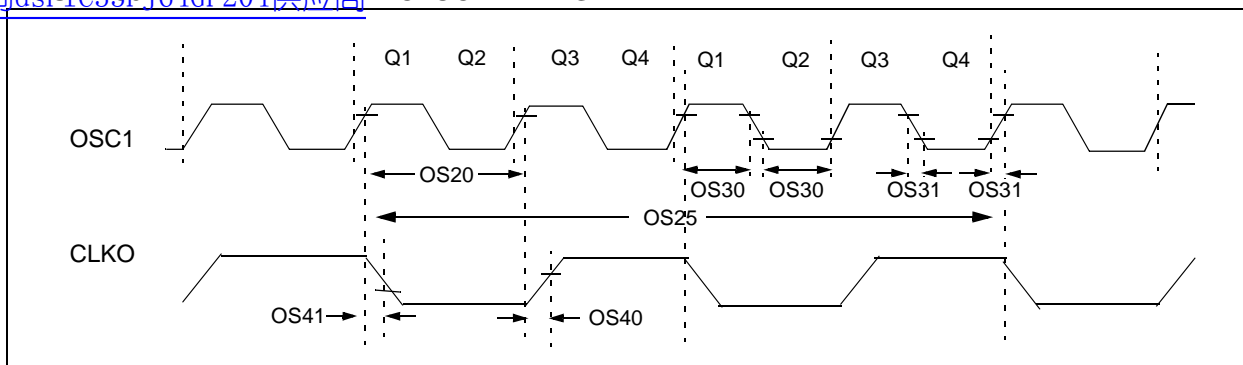 Q1 Q2 Q3 Q4 Q1 Q2 Q3 Q4
OSC1
OS20 OS30 OS30 OS31 OS31
OS25
CLKO
OS41 OS40